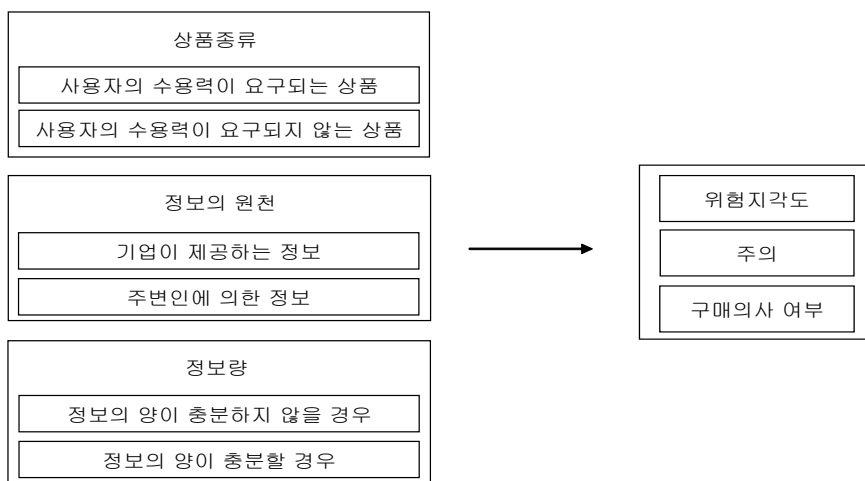 상품종류
사용자의 수용력이 요구되는 상품
사용자의 수용력이 요구되지 않는 상품
정보의 원천
기업이 제공하는 정보
주변인에 의한 정보
정보량
정보의 양이 충분하지 않을 경우
정보의 양이 충분할 경우
위험지각도
주의
구매의사 여부